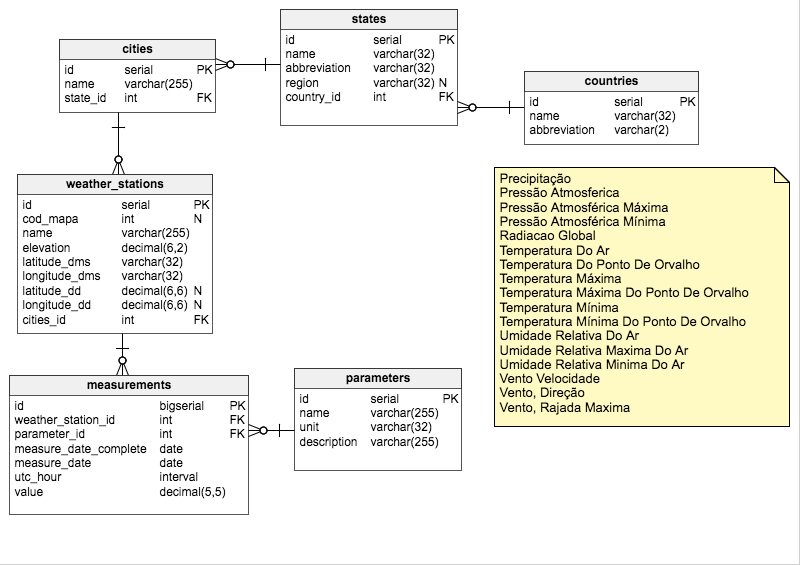 states
id serial PK
name varchar(32)
abbreviation varchar(32)
region varchar(32) N
country_id int FK
cities
id serial PK
name varchar(255)
state_id int FK
countries
id serial PK
name varchar(32)
abbreviation varchar(2)
weather_stations
id serial PK
cod_mapa int N
name varchar(255)
elevation decimal(6,2)
latitude_dms varchar(32)
longitude_dms varchar(32)
latitude_dd decimal(6,6) N
longitude_dd decimal(6,6) N
cities_id int FK
Precipitação
Pressão Atmosferica
Pressão Atmosférica Máxima
Pressão Atmosférica Mínima
Radiacao Global
Temperatura Do Ar
Temperatura Do Ponto De Orvalho
Temperatura Máxima
Temperatura Máxima Do Ponto De Orvalho
Temperatura Mínima
Temperatura Mínima Do Ponto De Orvalho
Umidade Relativa Do Ar
Umidade Relativa Maxima Do Ar
Umidade Relativa Minima Do Ar
Vento Velocidade
Vento, Direção
Vento, Rajada Maxima
measurements
id bigserial PK
weather_station_id int FK
parameter_id int FK
measure_date_complete date
measure_date date
utc_hour interval
value decimal(5,5)
parameters
id serial PK
name varchar(255)
unit varchar(32)
description varchar(255)